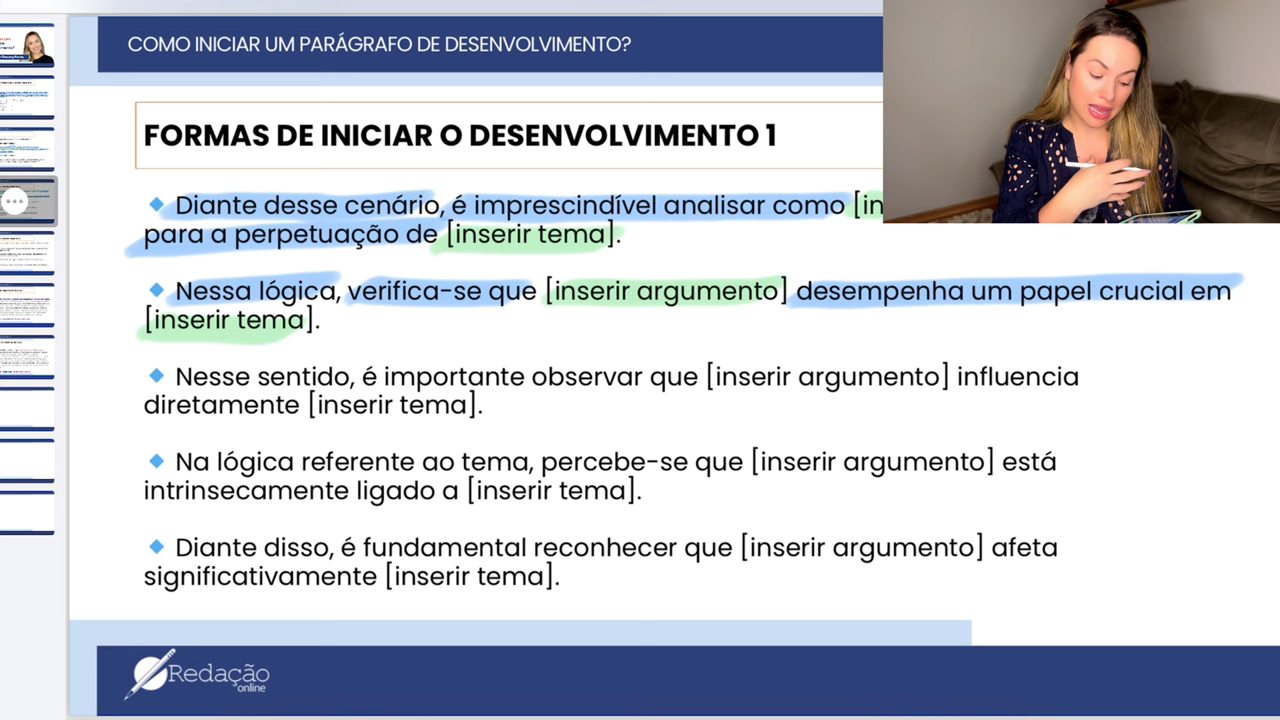 COMO INICIAR UM PARÁGRAFO DE DESENVOLVIMENTO?
FORMAS DE INICIAR O DESENVOLVIMENTO 1
Diante desse cenário, é imprescindível analisar como [in
para a perpetuação de [inserir tema].
Nessa lógica, verifica-se que [inserir argumento] desempenha um papel crucial em
[inserir tema].
Nesse sentido, é importante observar que [inserir argumento] influencia
diretamente [inserir tema].
Na lógica referente ao tema, percebe-se que [inserir argumento] está
intrinsecamente ligado a [inserir tema].
Diante disso, é fundamental reconhecer que [inserir argumento] afeta
significativamente [inserir tema].
Redação
online